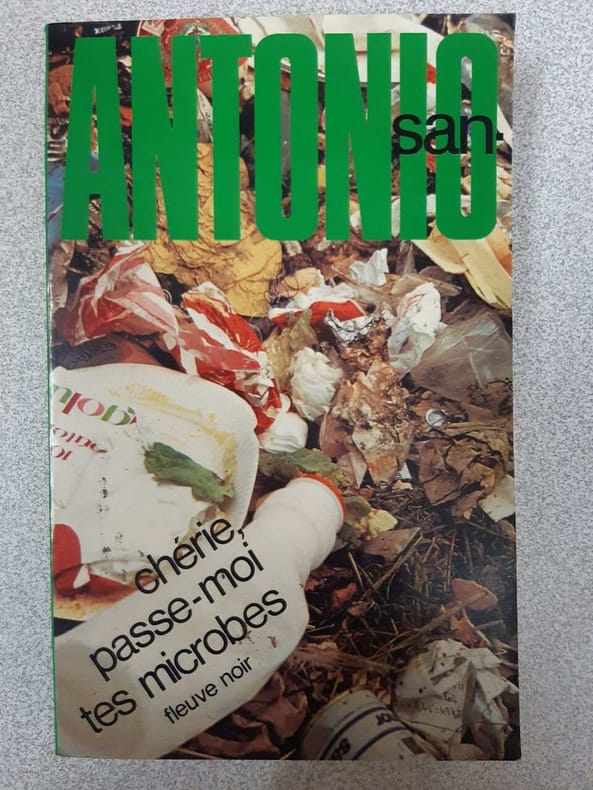 san-
ANTONIO
chérie,
passe-moi
tes microbes
fleuve noir